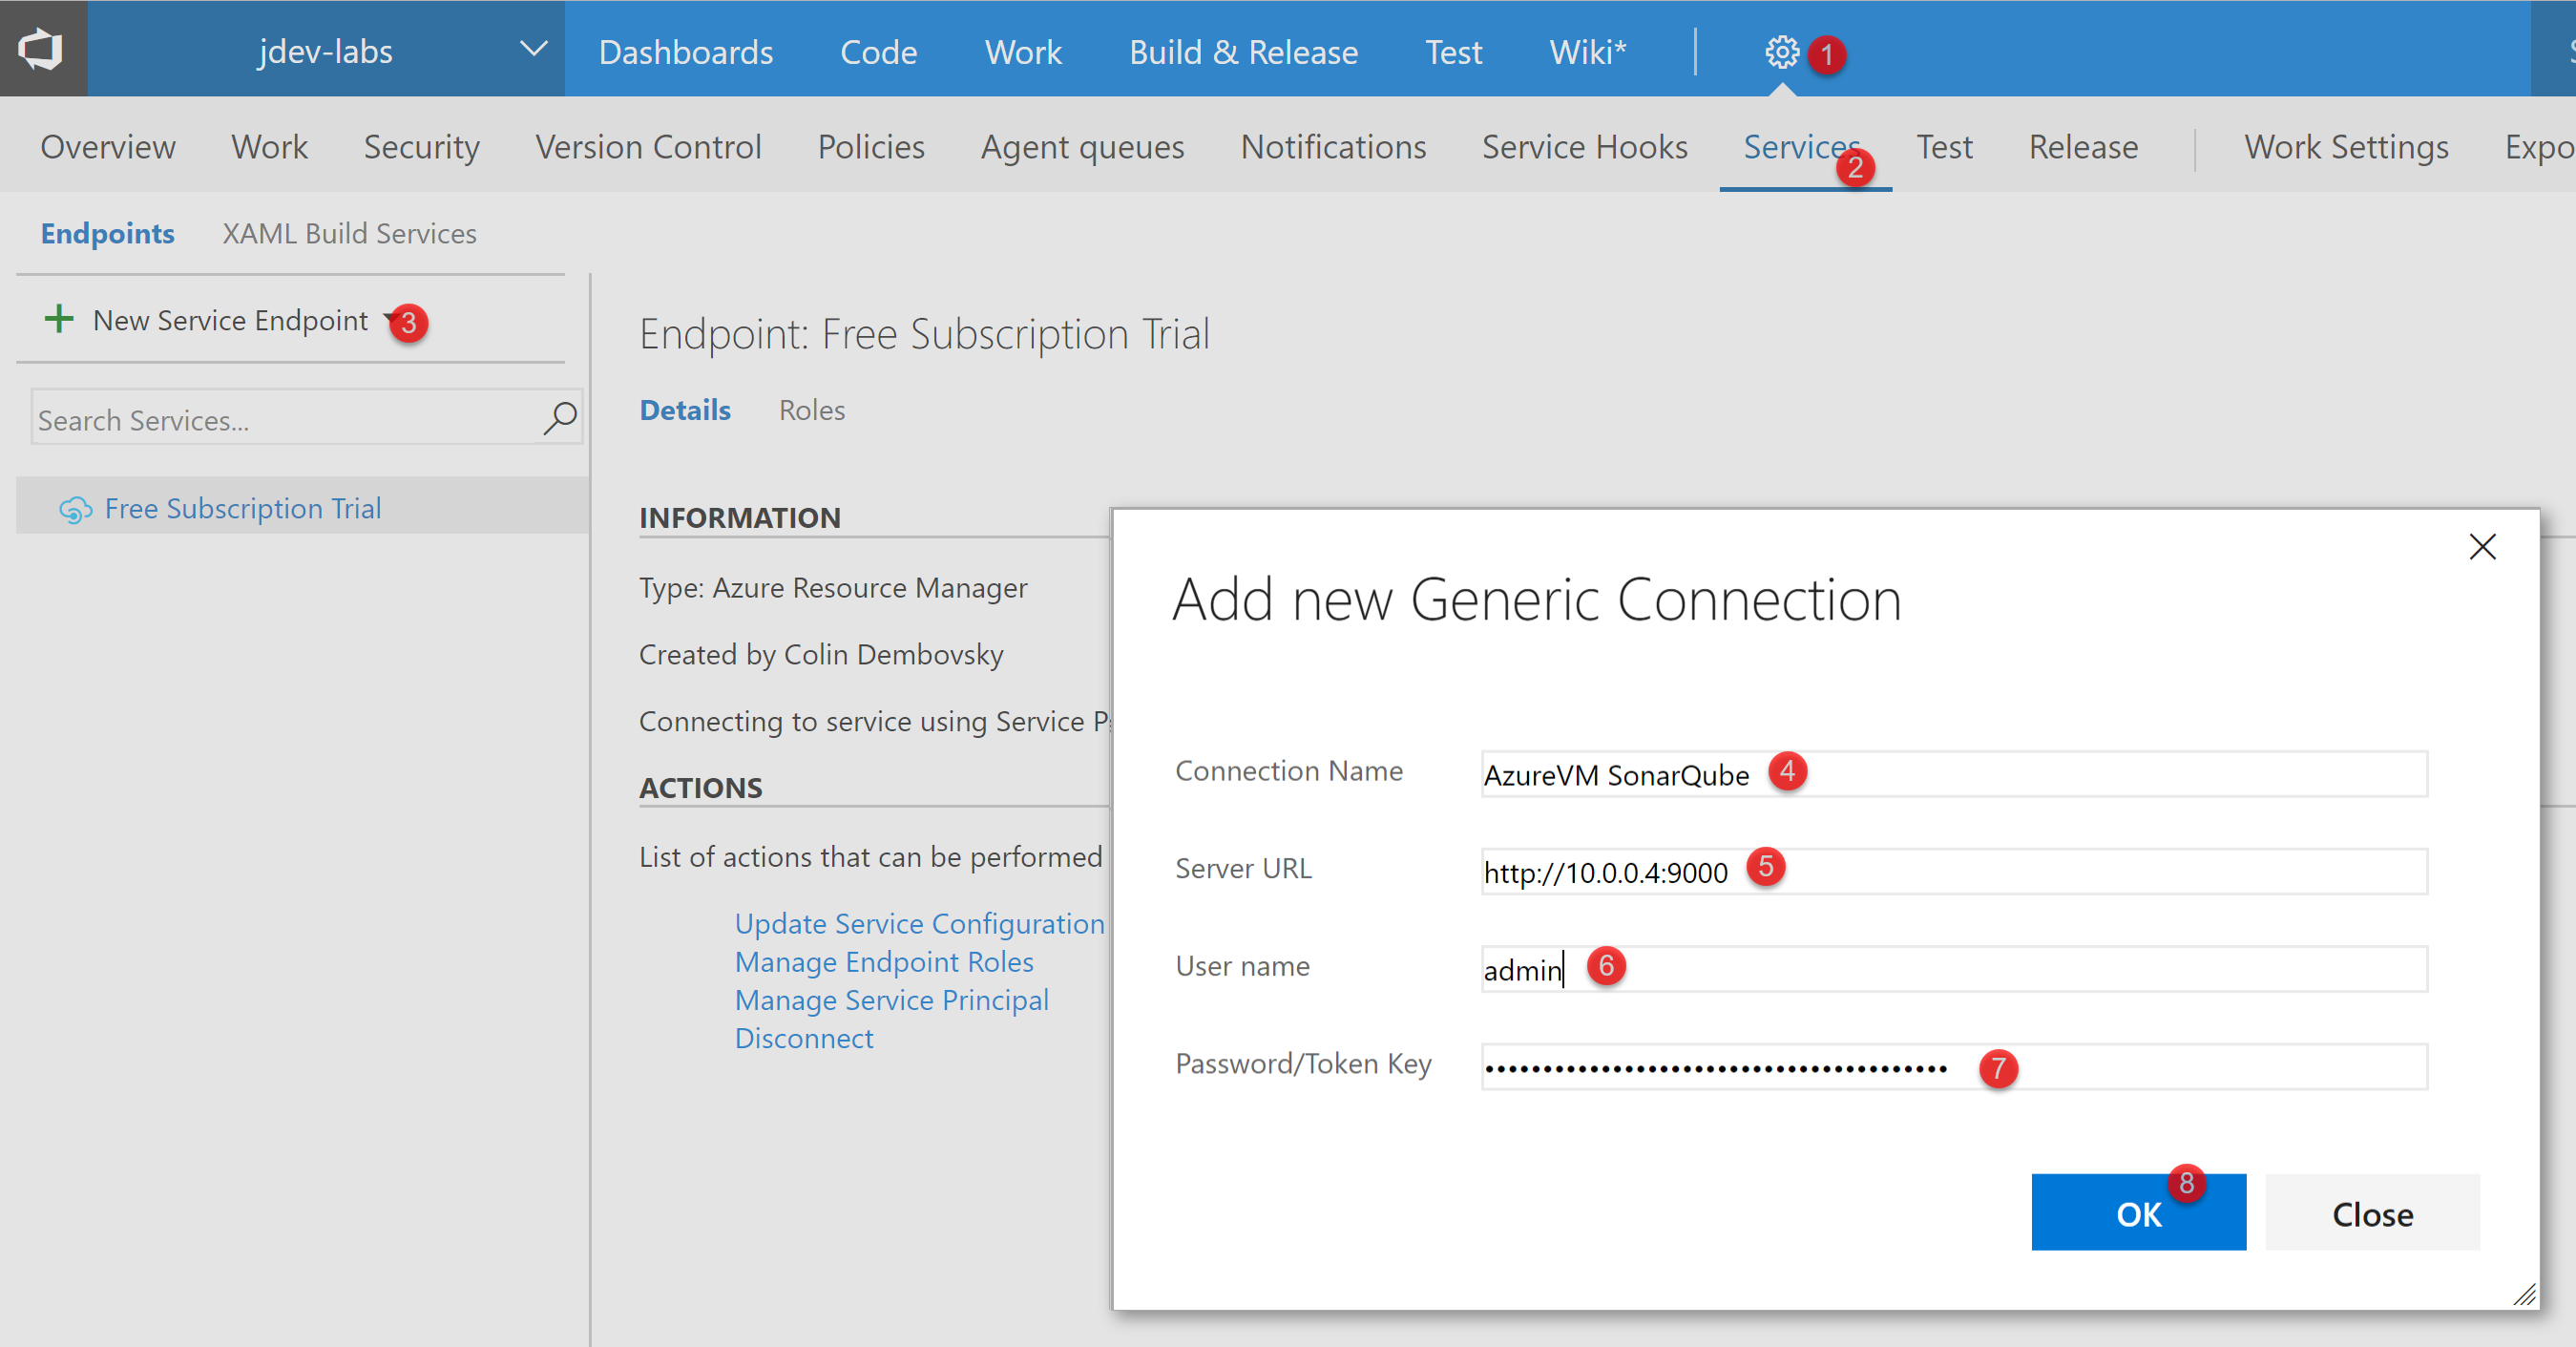 jdev-labs Dashboards Code Work Build & Release Test Wiki* 1
Overview Work Security Version Control Policies Agent queues Notifications Service Hooks Services 2 Test Release Work Settings Expo
Endpoints XAML Build Services
New Service Endpoint 3
Search Services...
Free Subscription Trial
Endpoint: Free Subscription Trial
Details Roles
INFORMATION
Type: Azure Resource Manager
Created by Colin Dembovsky
Connecting to service using Service
ACTIONS
List of actions that can be performed
Update Service Configuration
Manage Endpoint Roles
Manage Service Principal
Disconnect
Add new Generic Connection
Connection Name AzureVM SonarQube 4
Server URL http://10.0.0.4:9000 5
User name admin 6
Password/Token Key •••••••••••••••••••••••••••••••••••••••• 7
OK 8 Close